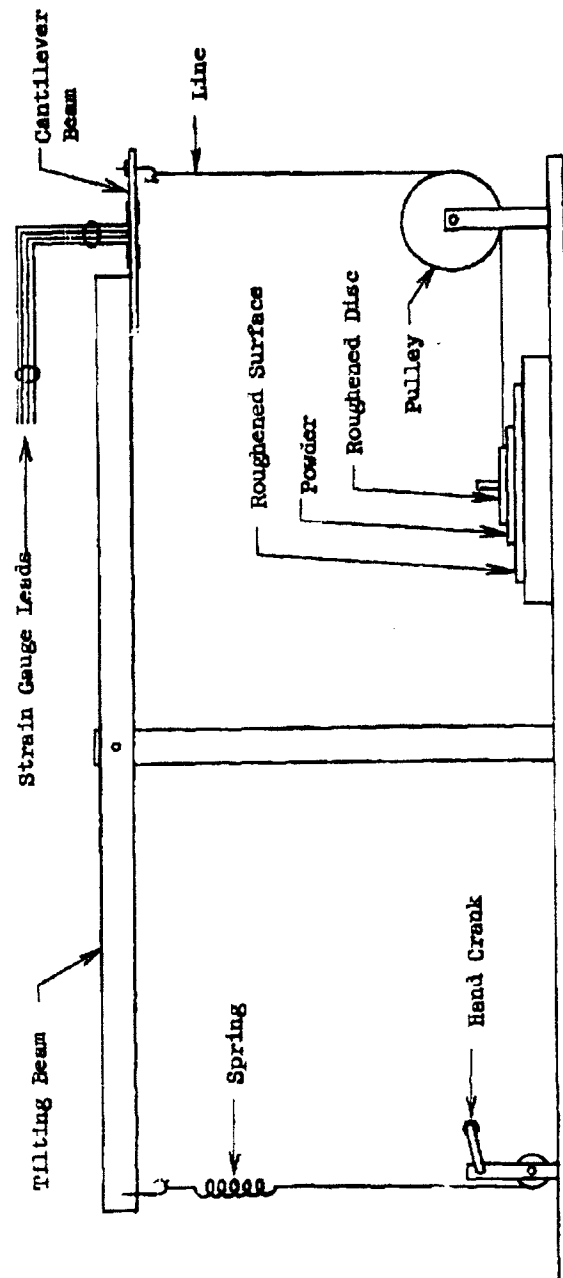 Strain Gauge Leads
Cantilever
Beam
Tilting Beam
Line
Roughened Surface
Powder
Roughened Disc
Pulley
Spring
Hand Crank